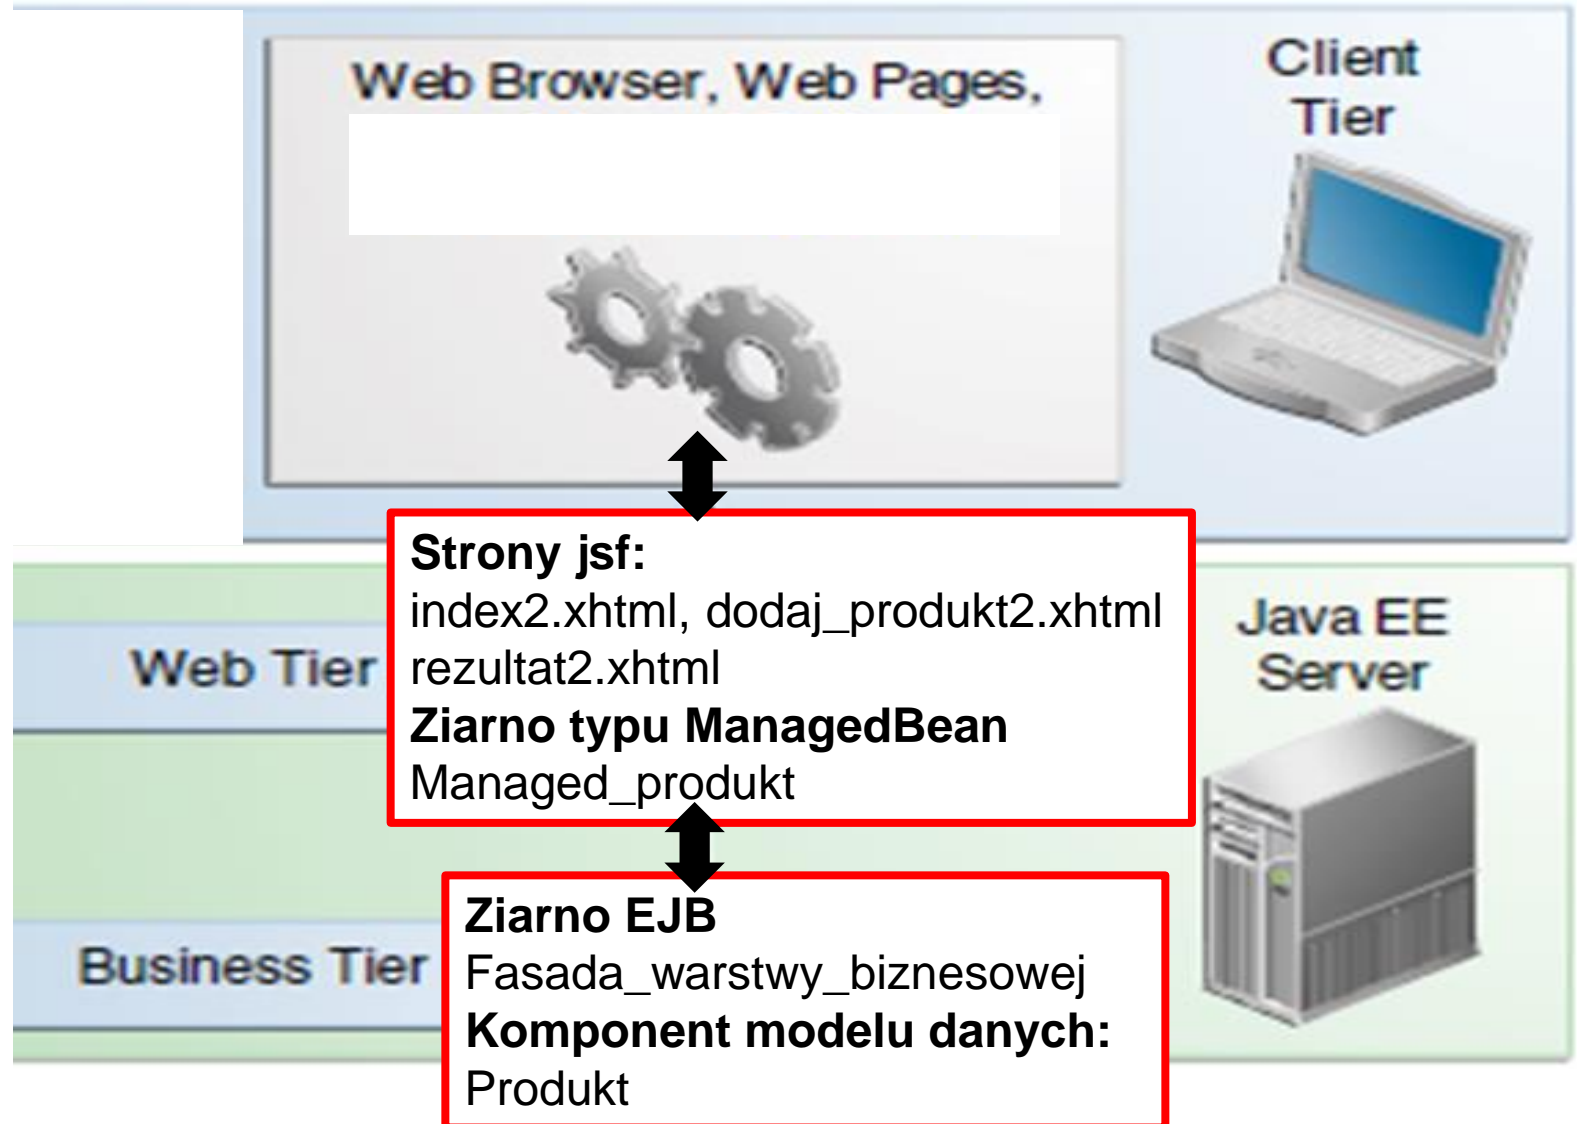 Web Browser, Web Pages,
Client
Tier
Strony jsf:
index2.xhtml, dodaj_produkt2.xhtml
rezultat2.xhtml
Ziarno typu ManagedBean
Managed_produkt
Web Tier
Java EE
Server
Ziarno EJB
Fasada_warstwy_biznesowej
Komponent modelu danych:
Produkt
Business Tier